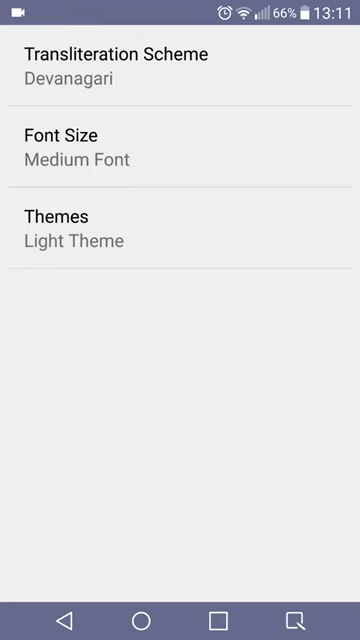 66% 13:11
Transliteration Scheme
Devanagari
Font Size
Medium Font
Themes
Light Theme